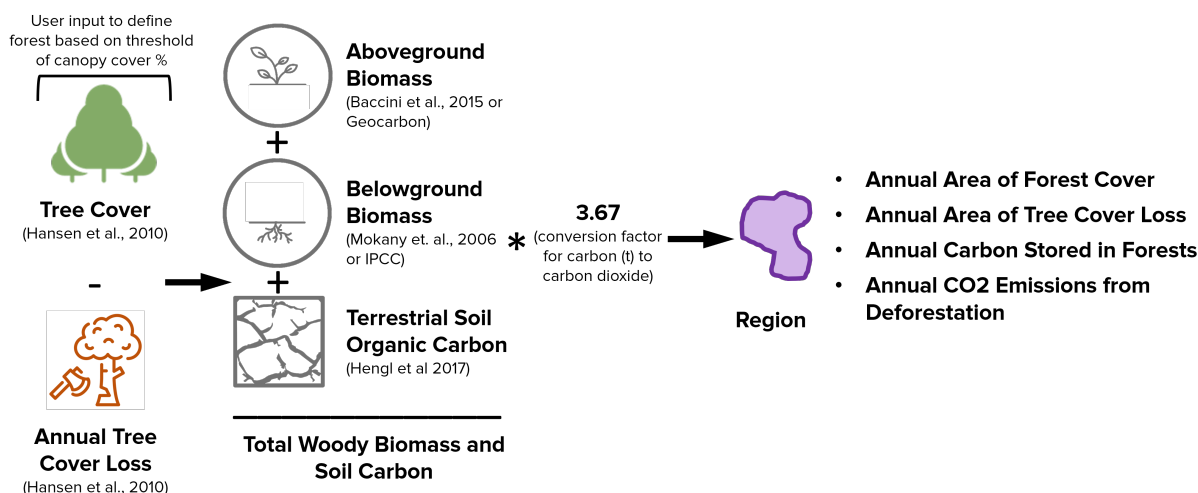 User input to define
forest based on threshold
of canopy cover %
Tree Cover
(Hansen et al., 2010)
-
Annual Tree
Cover Loss
(Hansen et al., 2010)
Aboveground
Biomass
(Baccini et al., 2015 or
Geocarbon)
+
Belowground
Biomass
(Mokany et. al., 2006
or IPCC)
+
Terrestrial Soil
Organic Carbon
(Hengl et al 2017)
Total Woody Biomass and
Soil Carbon
*
3.67
(conversion factor
for carbon (t) to
carbon dioxide)
Region
• Annual Area of Forest Cover
• Annual Area of Tree Cover Loss
• Annual Carbon Stored in Forests
• Annual CO2 Emissions from
Deforestation